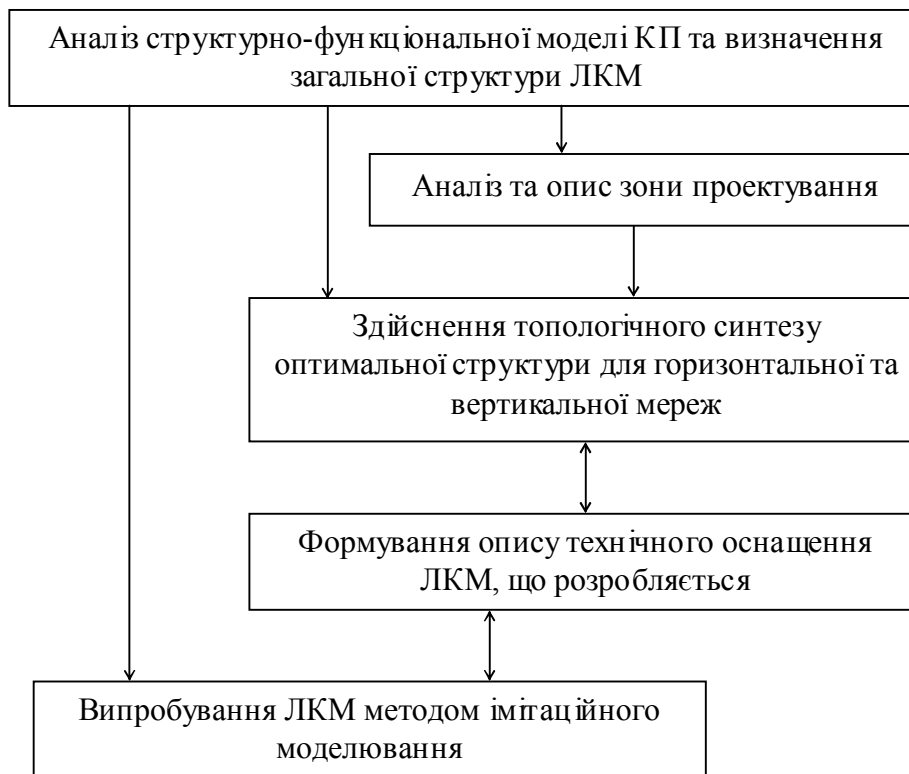 Аналіз структурно-функціональної моделі КП та визначення
загальної структури ЛКМ
Аналіз та опис зони проектування
Здійснення топологічного синтезу
оптимальної структури для горизонтальної та
вертикальної мереж
Формування опису технічного оснащення
ЛКМ, що розробляється
Випробування ЛКМ методом імітаційного
моделювання